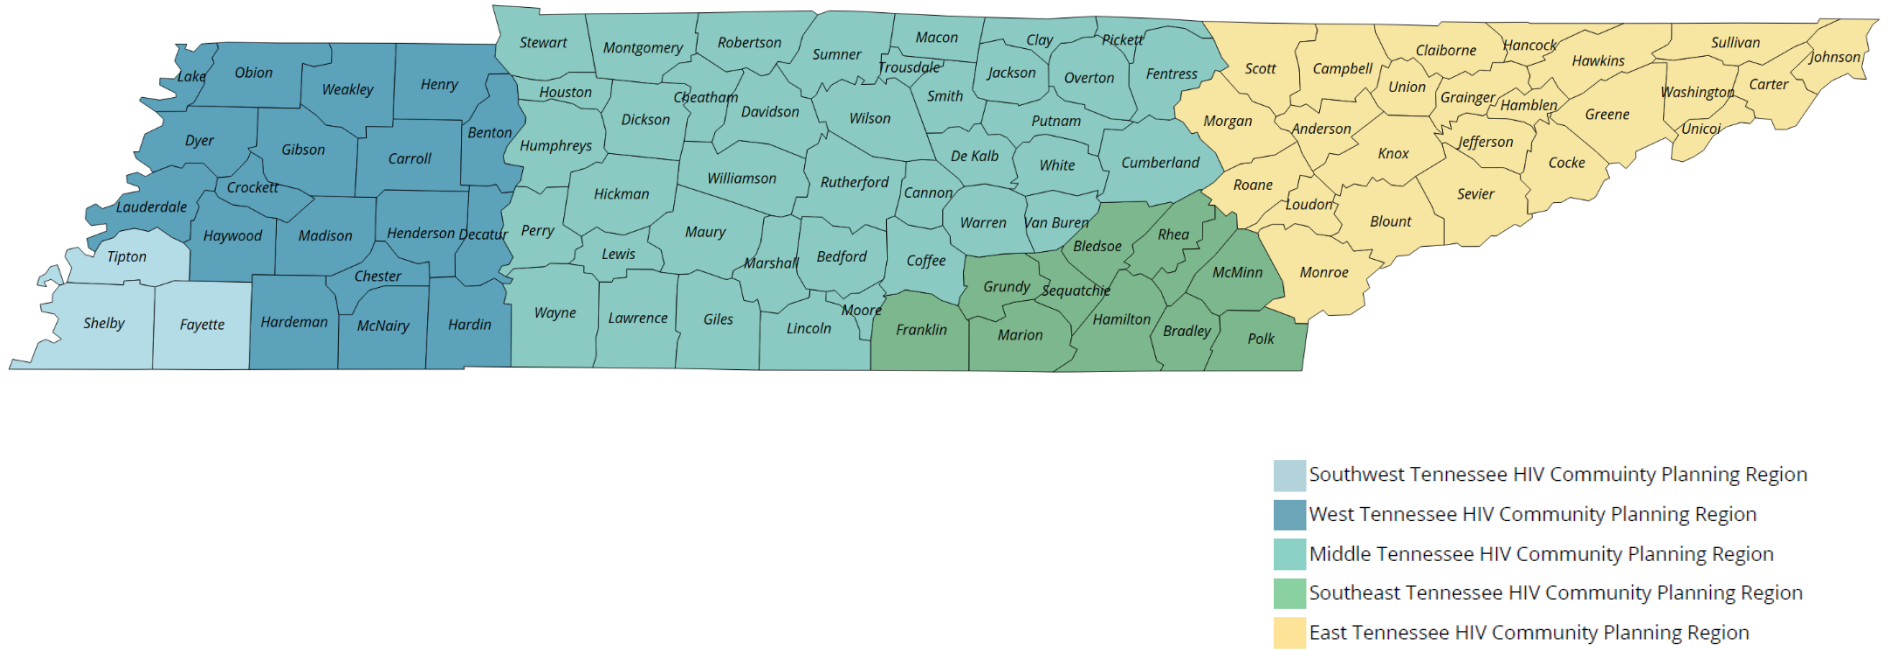 Stewart
Montgomery
Robertson
Sumner
Macon
Trousdale
Clay
Pickett
Jackson
Overton
Fentress
Scott
Campbell
Claiborne
Hancock
Hawkins
Sullivan
Johnson
Lake
Obion
Weakley
Henry
Houston
Cheatham
Dickson
Davidson
Wilson
Smith
Putnam
Morgan
Anderson
Union
Grainger
Hamblen
Greene
Washington
Carter
Unicoi
Dyer
Gibson
Carroll
Benton
Humphreys
Williamson
Rutherford
De Kalb
White
Cumberland
Knox
Jefferson
Cocke
Crockett
Lauderdale
Hickman
Cannon
Roane
Loudon
Sevier
Blount
Haywood
Madison
Henderson
Decatur
Perry
Maury
Warren
Van Buren
Bledsoe
Rhea
Tipton
Chester
Lewis
Marshall
Bedford
Coffee
Grundy
Sequatchie
McMinn
Monroe
Shelby
Fayette
Hardeman
McNairy
Hardin
Wayne
Lawrence
Giles
Lincoln
Moore
Franklin
Marion
Hamilton
Bradley
Polk
Southwest Tennessee HIV Commuinty Planning Region
West Tennessee HIV Community Planning Region
Middle Tennessee HIV Community Planning Region
Southeast Tennessee HIV Community Planning Region
East Tennessee HIV Community Planning Region